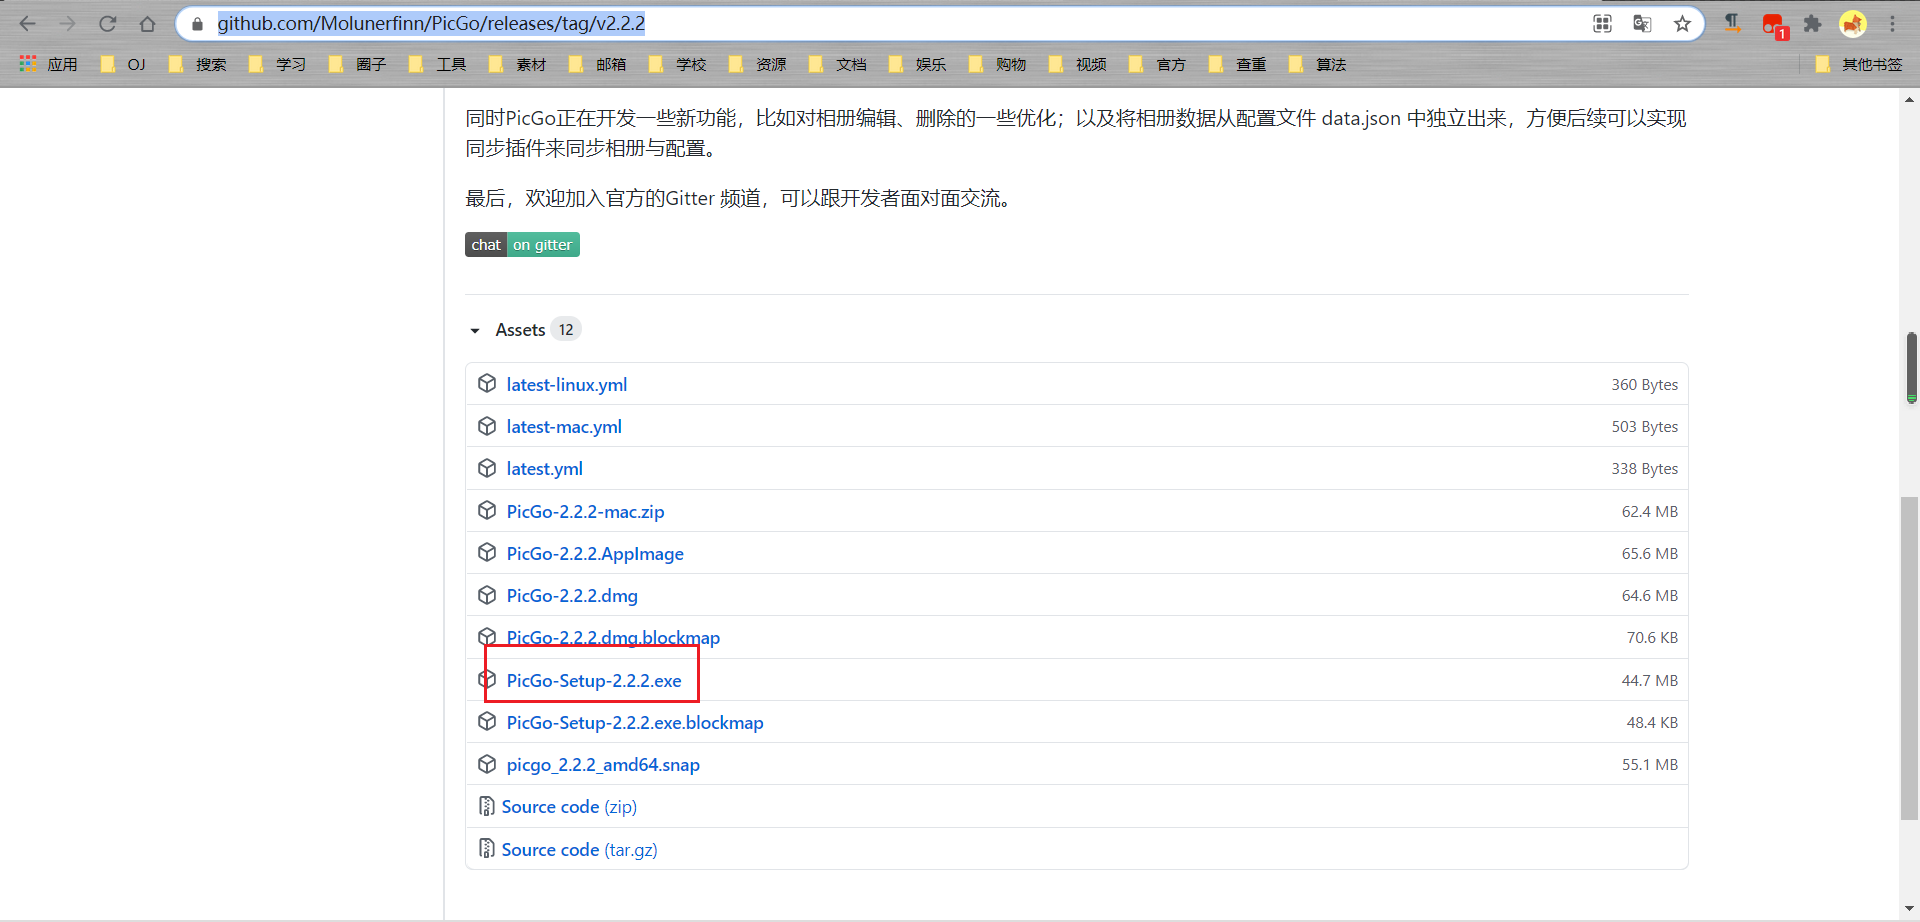 github.com/Molunerfinn/PicGo/releases/tag/v2.2.2
1
应用 OJ 搜索 学习 圈子 工具 素材 邮箱 学校 资源 文档 娱乐 购物 视频 官方 查重 算法 其他书签
同时PicGo正在开发一些新功能，比如对相册编辑、删除的一些优化；以及将相册数据从配置文件 data.json 中独立出来，方便后续可以实现
同步插件来同步相册与配置。
最后，欢迎加入官方的Gitter 频道，可以跟开发者面对面交流。
chat on gitter
Assets 12
latest-linux.yml 360 Bytes
latest-mac.yml 503 Bytes
latest.yml 338 Bytes
PicGo-2.2.2-mac.zip 62.4 MB
PicGo-2.2.2.AppImage 65.6 MB
PicGo-2.2.2.dmg 64.6 MB
PicGo-2.2.2.dmg.blockmap 70.6 KB
PicGo-Setup-2.2.2.exe 44.7 MB
PicGo-Setup-2.2.2.exe.blockmap 48.4 KB
picgo_2.2.2_amd64.snap 55.1 MB
Source code (zip)
Source code (tar.gz)